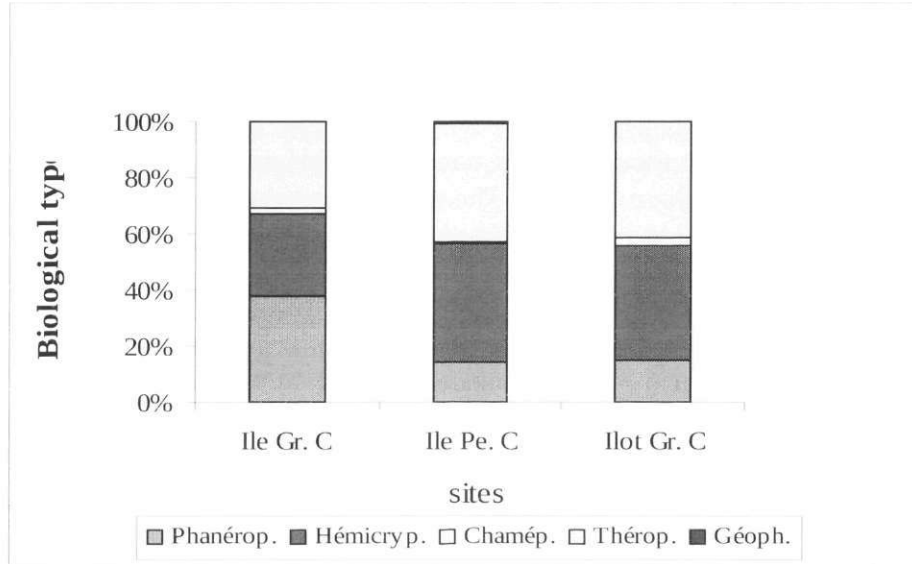 Biological typ
100%
80%
60%
40%
20%
0%
Ile Gr. C Ile Pe. C Ilot Gr. C
sites
Phanérop. Hémicryp. Chamép. Thérop. Géoph.